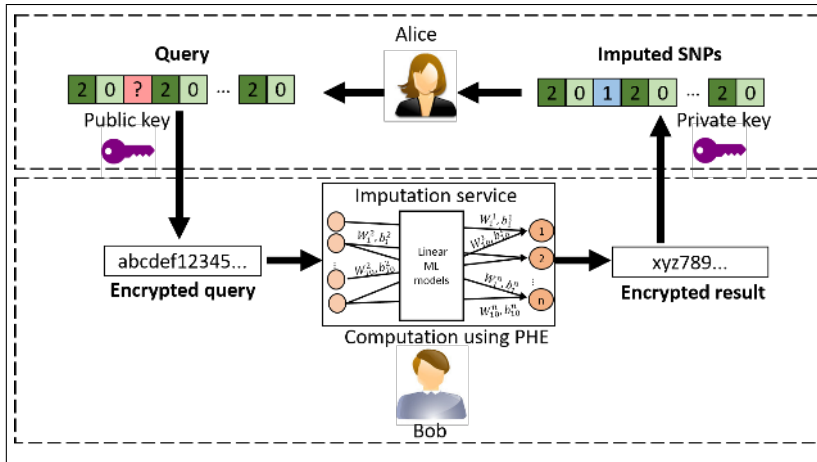 Alice
Query
Imputed SNPs
2 0 ? 2 0 ... 2 0
2 0 1 2 0 ... 2 0
Public key
Private key
Imputation service
Linear
ML
models
1
2
n
abcdef12345...
Encrypted query
xyz789...
Encrypted result
Computation using PHE
Bob